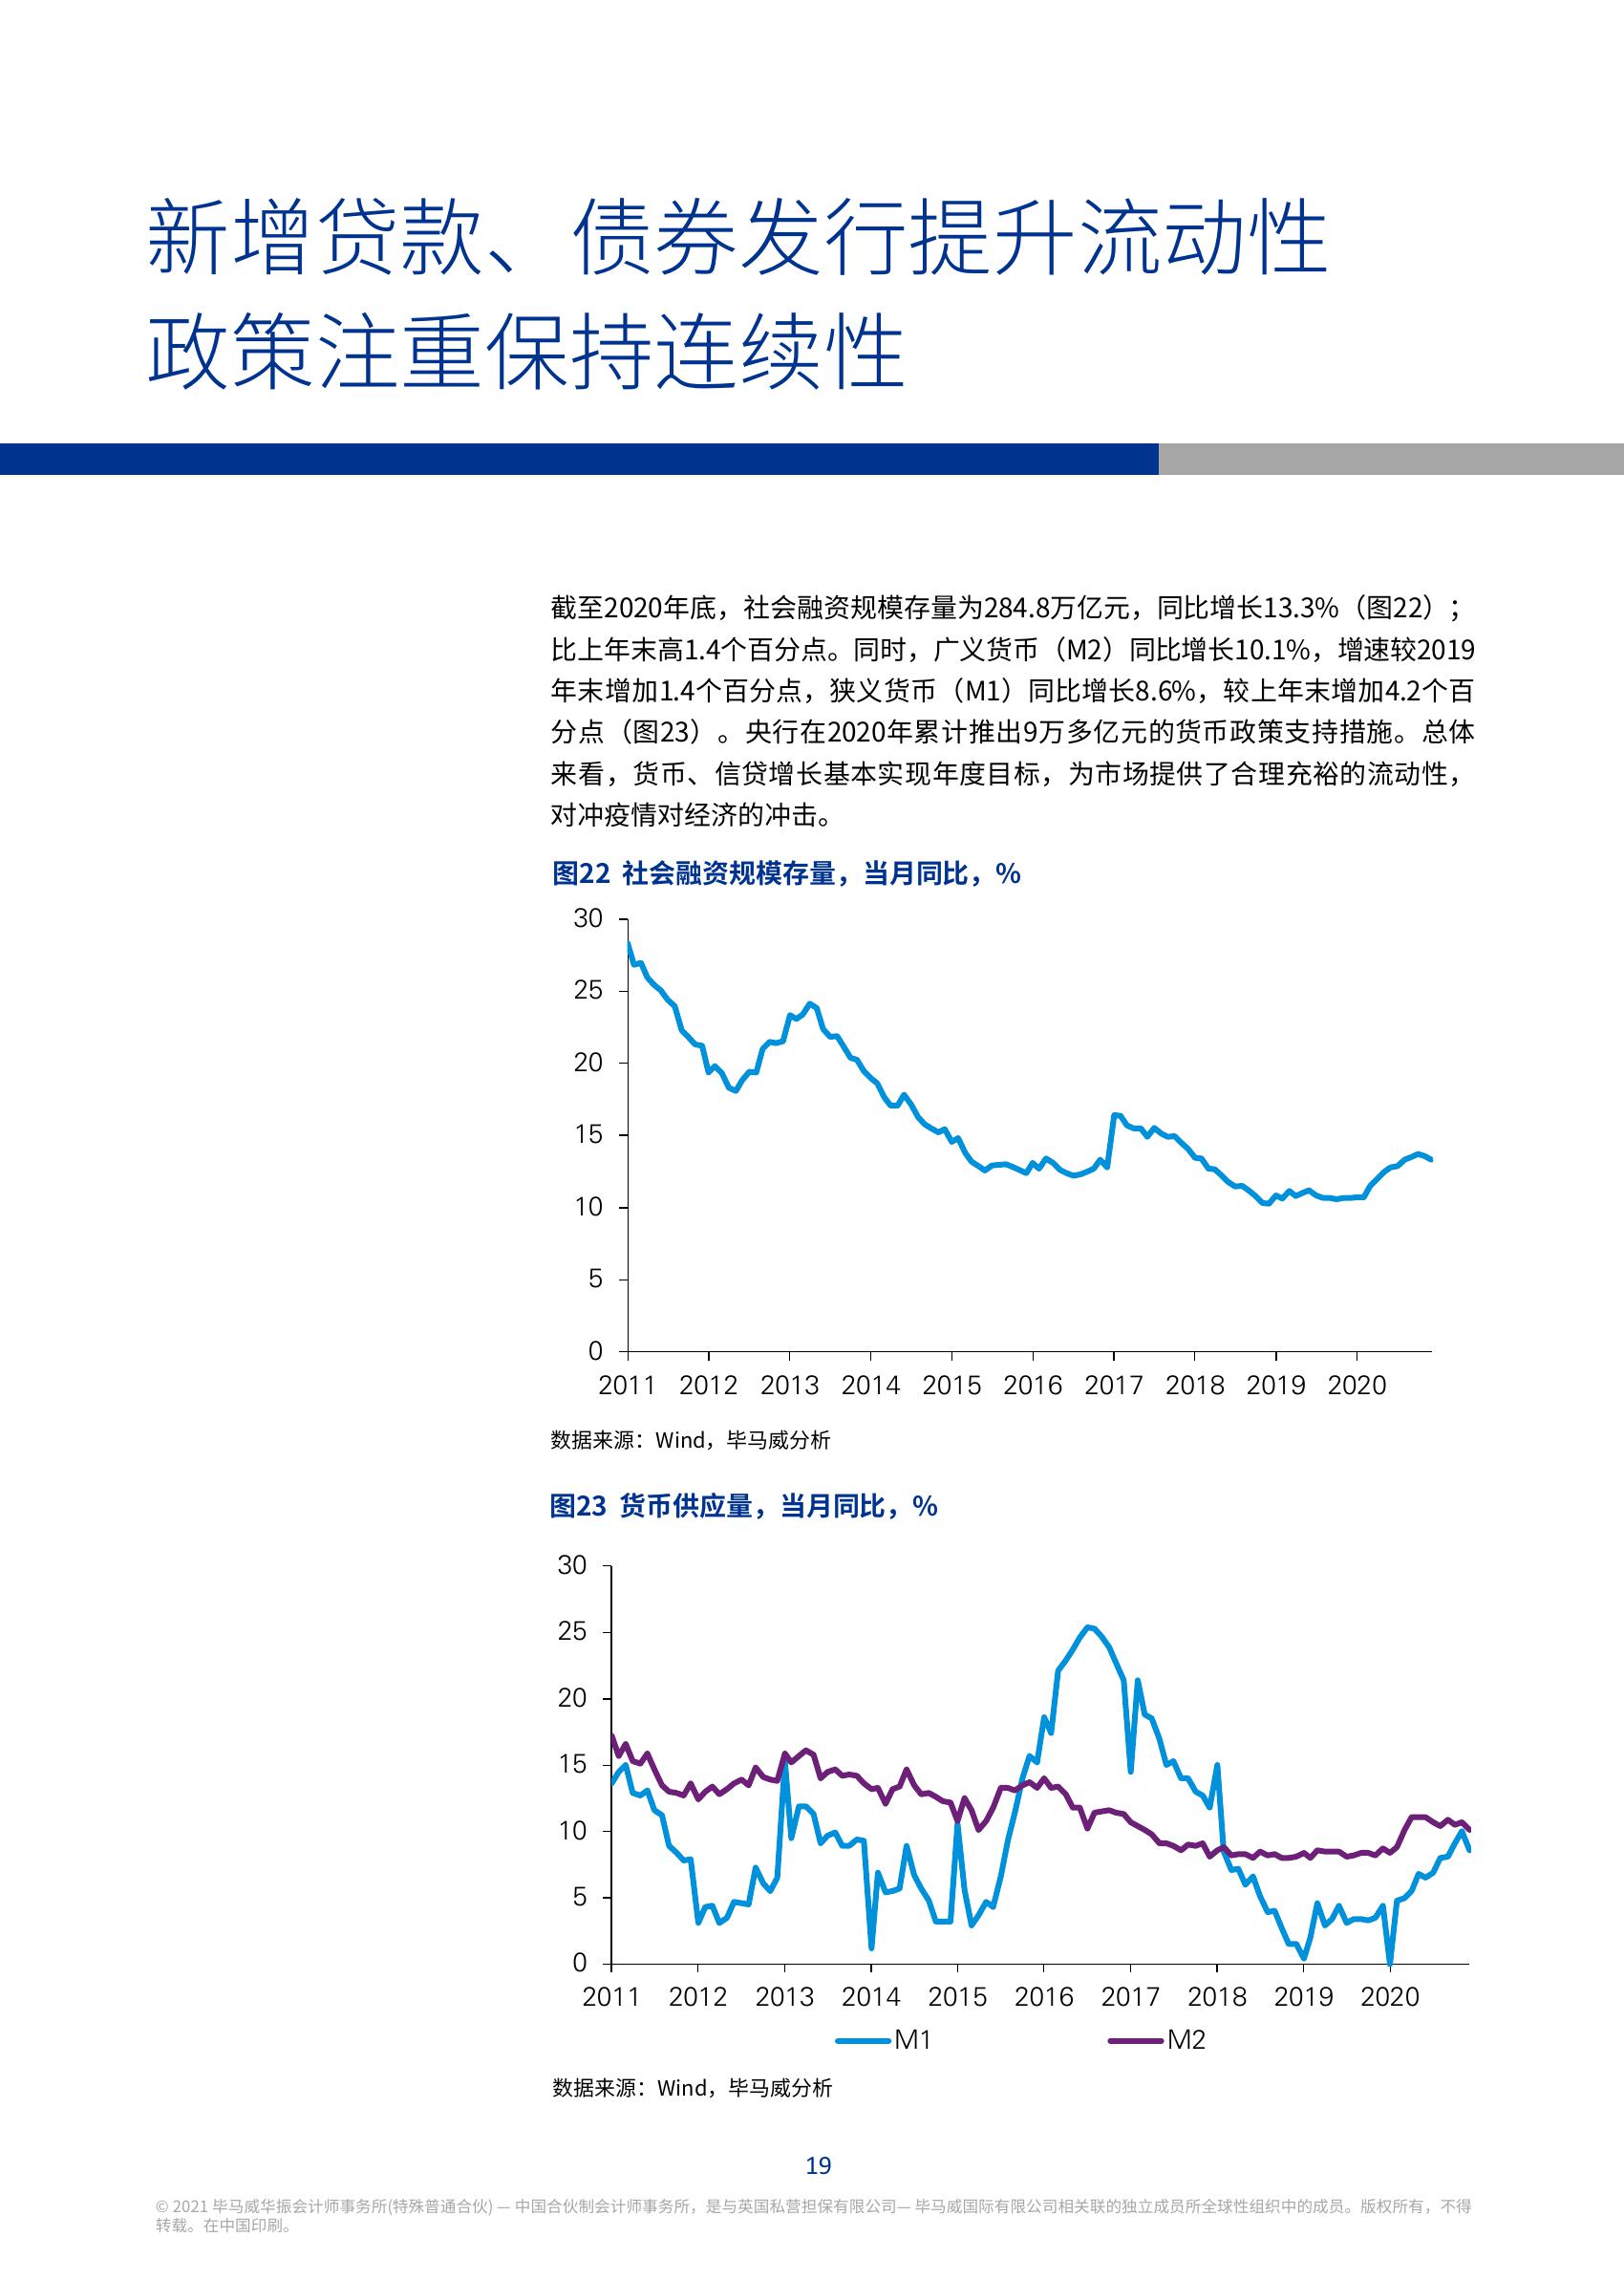 新增贷款、债券发行提升流动性
政策注重保持连续性
截至2020年底，社会融资规模存量为284.8万亿元，同比增长13.3%（图22）；
比上年末高1.4个百分点。同时，广义货币（M2）同比增长10.1%，增速较2019
年末增加1.4个百分点，狭义货币（M1）同比增长8.6%，较上年末增加4.2个百
分点（图23）。央行在2020年累计推出9万多亿元的货币政策支持措施。总体
来看，货币、信贷增长基本实现年度目标，为市场提供了合理充裕的流动性，
对冲疫情对经济的冲击。
图22 社会融资规模存量，当月同比，%
30
25
20
15
10
5
0
2011 2012 2013 2014 2015 2016 2017 2018 2019 2020
数据来源：Wind，毕马威分析
图23 货币供应量，当月同比，%
30
25
20
15
10
5
0
2011 2012 2013 2014 2015 2016 2017 2018 2019 2020
M1 M2
数据来源：Wind，毕马威分析
19
© 2021 毕马威华振会计师事务所(特殊普通合伙) — 中国合伙制会计师事务所，是与英国私营担保有限公司— 毕马威国际有限公司相关联的独立成员所全球性组织中的成员。版权所有，不得
转载。在中国印刷。